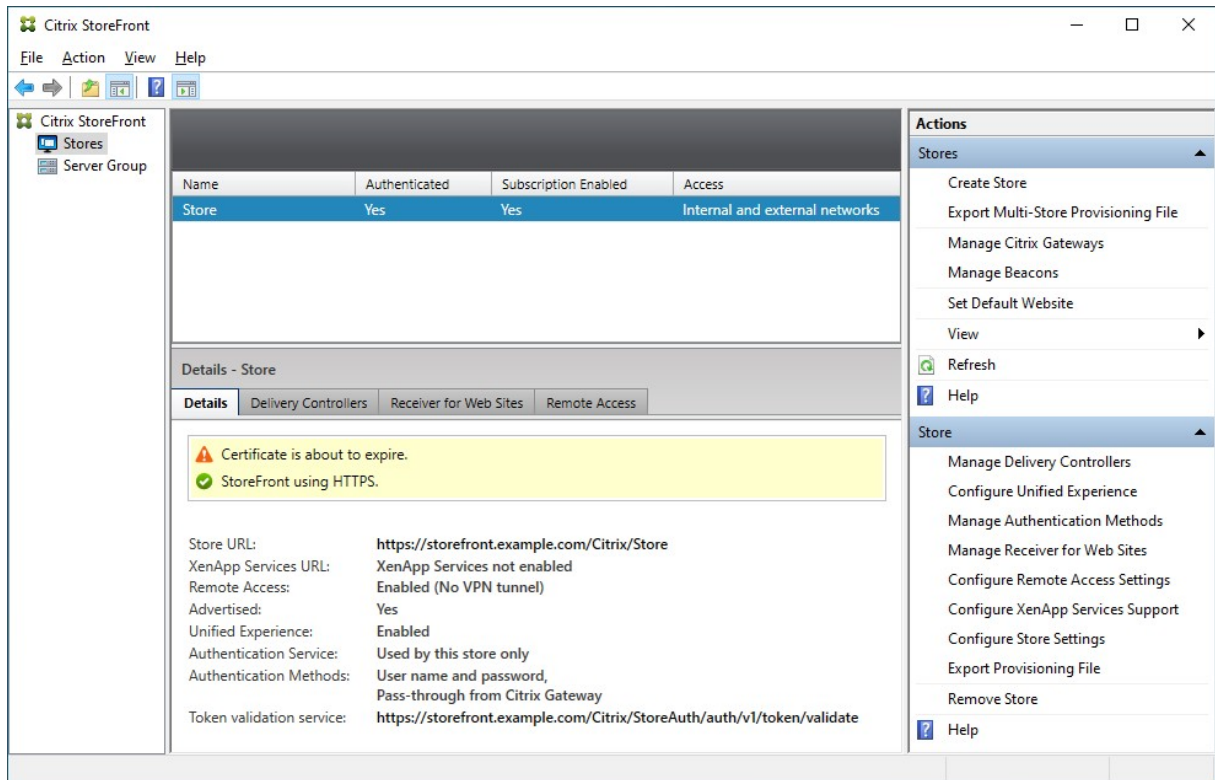 Citrix StoreFront
File Action View Help
Citrix StoreFront
Stores
Server Group
Name Authenticated Subscription Enabled Access
Store Yes Yes Internal and external networks
Details - Store
Details Delivery Controllers Receiver for Web Sites Remote Access
Certificate is about to expire.
StoreFront using HTTPS.
Store URL: https://storefront.example.com/Citrix/Store
XenApp Services URL: XenApp Services not enabled
Remote Access: Enabled (No VPN tunnel)
Advertised: Yes
Unified Experience: Enabled
Authentication Service: Used by this store only
Authentication Methods: User name and password,
Pass-through from Citrix Gateway
Token validation service: https://storefront.example.com/Citrix/StoreAuth/auth/v1/token/validate
Actions
Stores
Create Store
Export Multi-Store Provisioning File
Manage Citrix Gateways
Manage Beacons
Set Default Website
View
Refresh
Help
Store
Manage Delivery Controllers
Configure Unified Experience
Manage Authentication Methods
Manage Receiver for Web Sites
Configure Remote Access Settings
Configure XenApp Services Support
Configure Store Settings
Export Provisioning File
Remove Store
Help